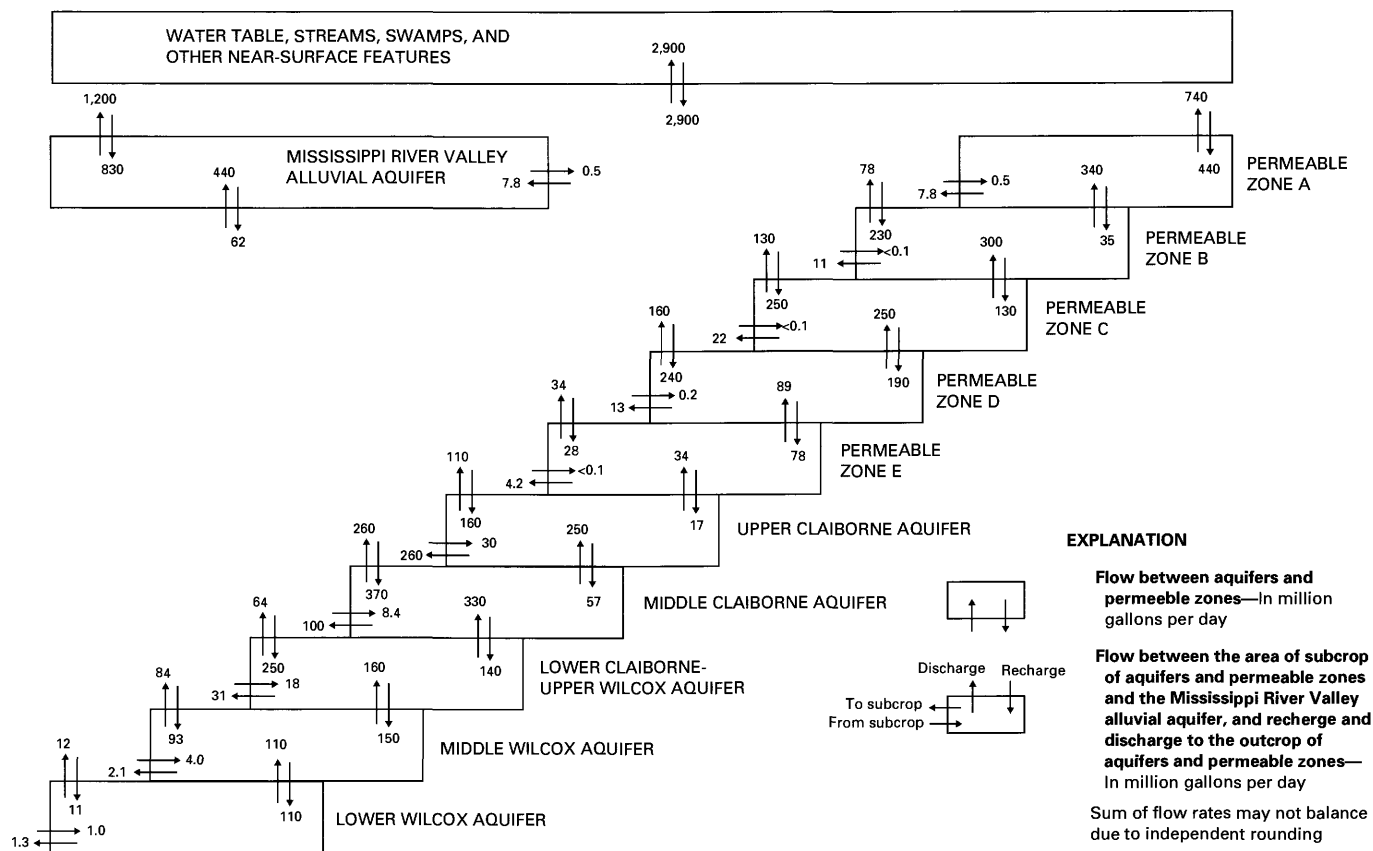 WATER TABLE, STREAMS, SWAMPS, AND
OTHER NEAR-SURFACE FEATURES
2,900
2,900
1,200
830
MISSISSIPPI RIVER VALLEY
ALLUVIAL AQUIFER
440
62
0.5
7.8
740
440
340
35
0.5
7.8
PERMEABLE
ZONE A
78
230
300
130
<0.1
11
PERMEABLE
ZONE B
130
250
250
190
<0.1
22
PERMEABLE
ZONE C
160
240
89
78
0.2
13
PERMEABLE
ZONE D
34
28
34
17
<0.1
4.2
PERMEABLE
ZONE E
110
160
250
57
30
260
UPPER CLAIBORNE AQUIFER
260
370
330
140
8.4
100
MIDDLE CLAIBORNE AQUIFER
64
250
160
150
18
31
LOWER CLAIBORNE-
UPPER WILCOX AQUIFER
84
93
110
110
4.0
2.1
MIDDLE WILCOX AQUIFER
12
11
1.0
1.3
LOWER WILCOX AQUIFER
EXPLANATION
Flow between aquifers and
permeeble zones—In million
gallons per day
Discharge
Recharge
To subcrop
From subcrop
Flow between the area of subcrop
of aquifers and permeable zones
and the Mississippi River Valley
alluvial aquifer, and recharge and
discharge to the outcrop of
aquifers and permeable zones—
In million gallons per day
Sum of flow rates may not balance
due to independent rounding